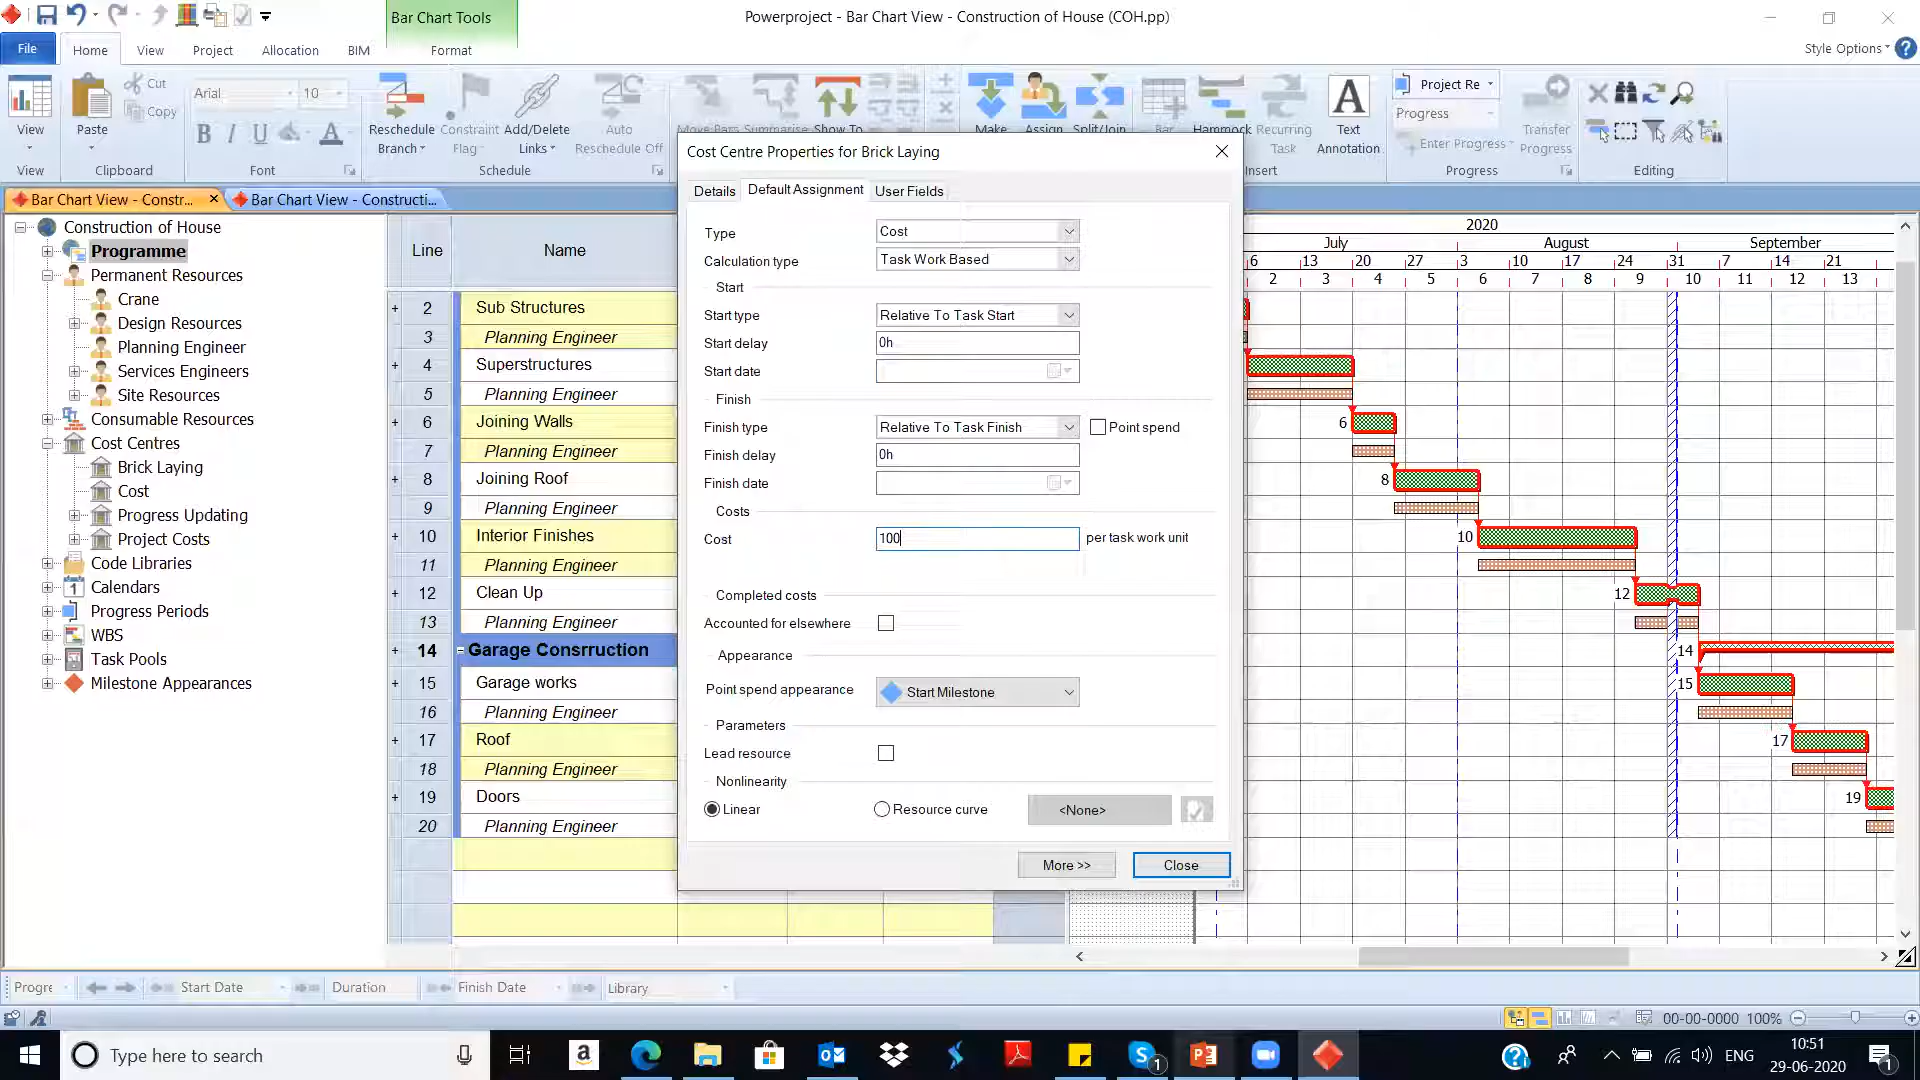 Bar Chart Tools
Powerproject - Bar Chart View - Construction of House (COH.pp)
File
Home
View
Project
Allocation
BIM
Format
Style Options
View
Paste
Cut
Copy
Arial
10
B I U A
Reschedule Branch
Constraint Flag
Add/Delete Links
Auto Reschedule Off
Make
Assign
Split/Join
Bar
Hammock
Recurring Task
Text Annotation
Project Re
Progress
Enter Progress
Transfer Progress
View
Clipboard
Font
Schedule
Insert
Progress
Editing
Bar Chart View - Constr...
Bar Chart View - Constructi...
Construction of House
Programme
Permanent Resources
Crane
Design Resources
Planning Engineer
Services Engineers
Site Resources
Consumable Resources
Cost Centres
Brick Laying
Cost
Progress Updating
Project Costs
Code Libraries
Calendars
Progress Periods
WBS
Task Pools
Milestone Appearances
Line
Name
2 Sub Structures
3 Planning Engineer
4 Superstructures
5 Planning Engineer
6 Joining Walls
7 Planning Engineer
8 Joining Roof
9 Planning Engineer
10 Interior Finishes
11 Planning Engineer
12 Clean Up
13 Planning Engineer
14 Garage Consrruction
15 Garage works
16 Planning Engineer
17 Roof
18 Planning Engineer
19 Doors
20 Planning Engineer
Cost Centre Properties for Brick Laying
Details
Default Assignment
User Fields
Type
Cost
Calculation type
Task Work Based
Start
Start type
Relative To Task Start
Start delay
0h
Start date
Finish
Finish type
Relative To Task Finish
Point spend
Finish delay
0h
Finish date
Costs
Cost
100
per task work unit
Completed costs
Accounted for elsewhere
Appearance
Point spend appearance
Start Milestone
Parameters
Lead resource
Nonlinearity
Linear
Resource curve
<None>
More >>
Close
2020
July
August
September
6 13 20 27 3 10 17 24 31 7 14 21
2 3 4 5 6 7 8 9 10 11 12 13
6
8
10
12
14
15
17
19
Progre
Start Date
Duration
Finish Date
Library
00-00-0000
100%
Type here to search
1
ENG
10:51
29-06-2020
1